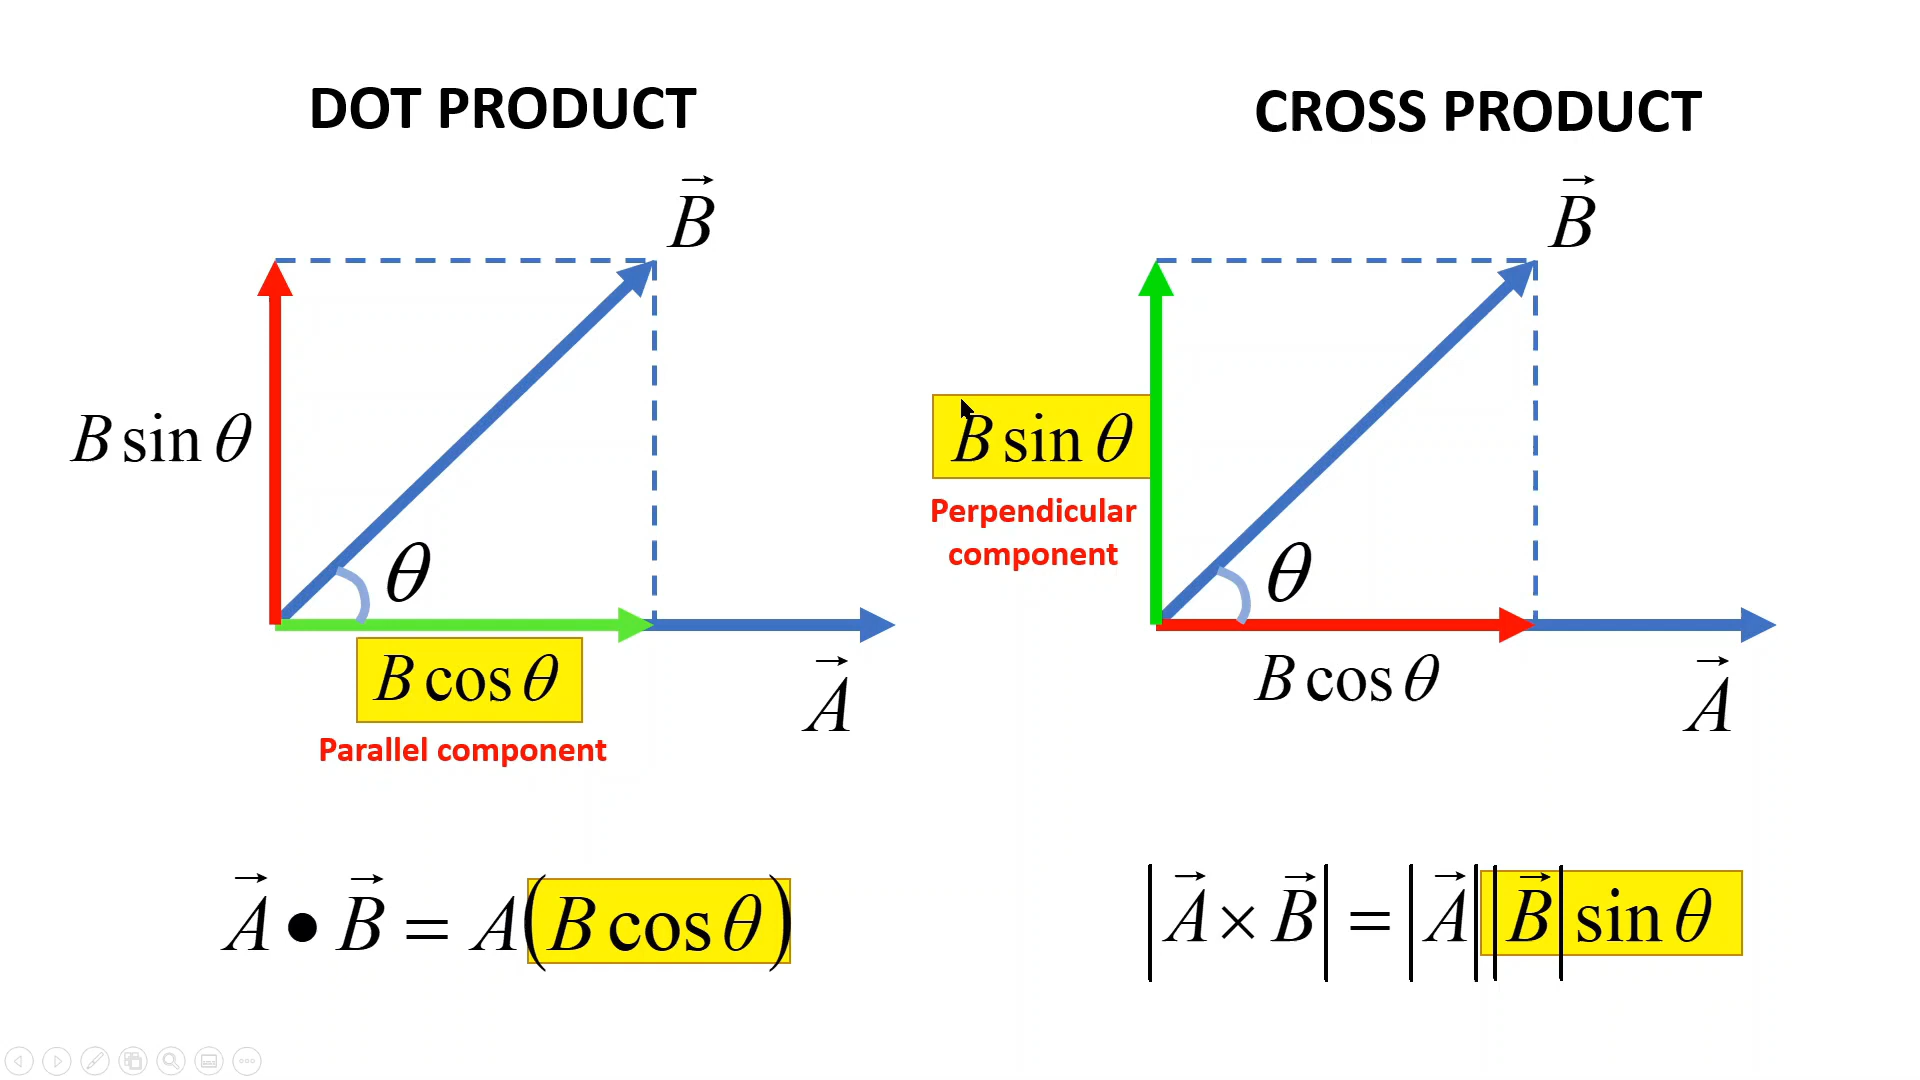 DOT PRODUCT
B⃗
B sin θ
θ
B cos θ
A⃗
Parallel component
A⃗ • B⃗ = A(B cos θ)
CROSS PRODUCT
B⃗
B sin θ
Perpendicular
component
θ
B cos θ
A⃗
|A⃗ × B⃗| = |A⃗||B⃗| sin θ